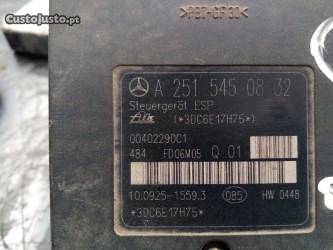 CustoJusto.pt
>PBT-GF30<
A 251 545 08 32
Steuergerät ESP
Ate (*3DC6E17H75*)
00402290C1
484 FD06M05 Q 01
10.0925-1559.3 085 HW 0448
*3DC6E17H75*